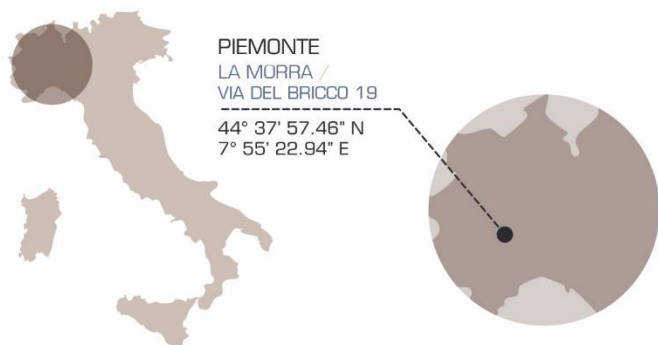 PIEMONTE
LA MORRA /
VIA DEL BRICCO 19
44° 37’ 57.46” N
7° 55’ 22.94” E